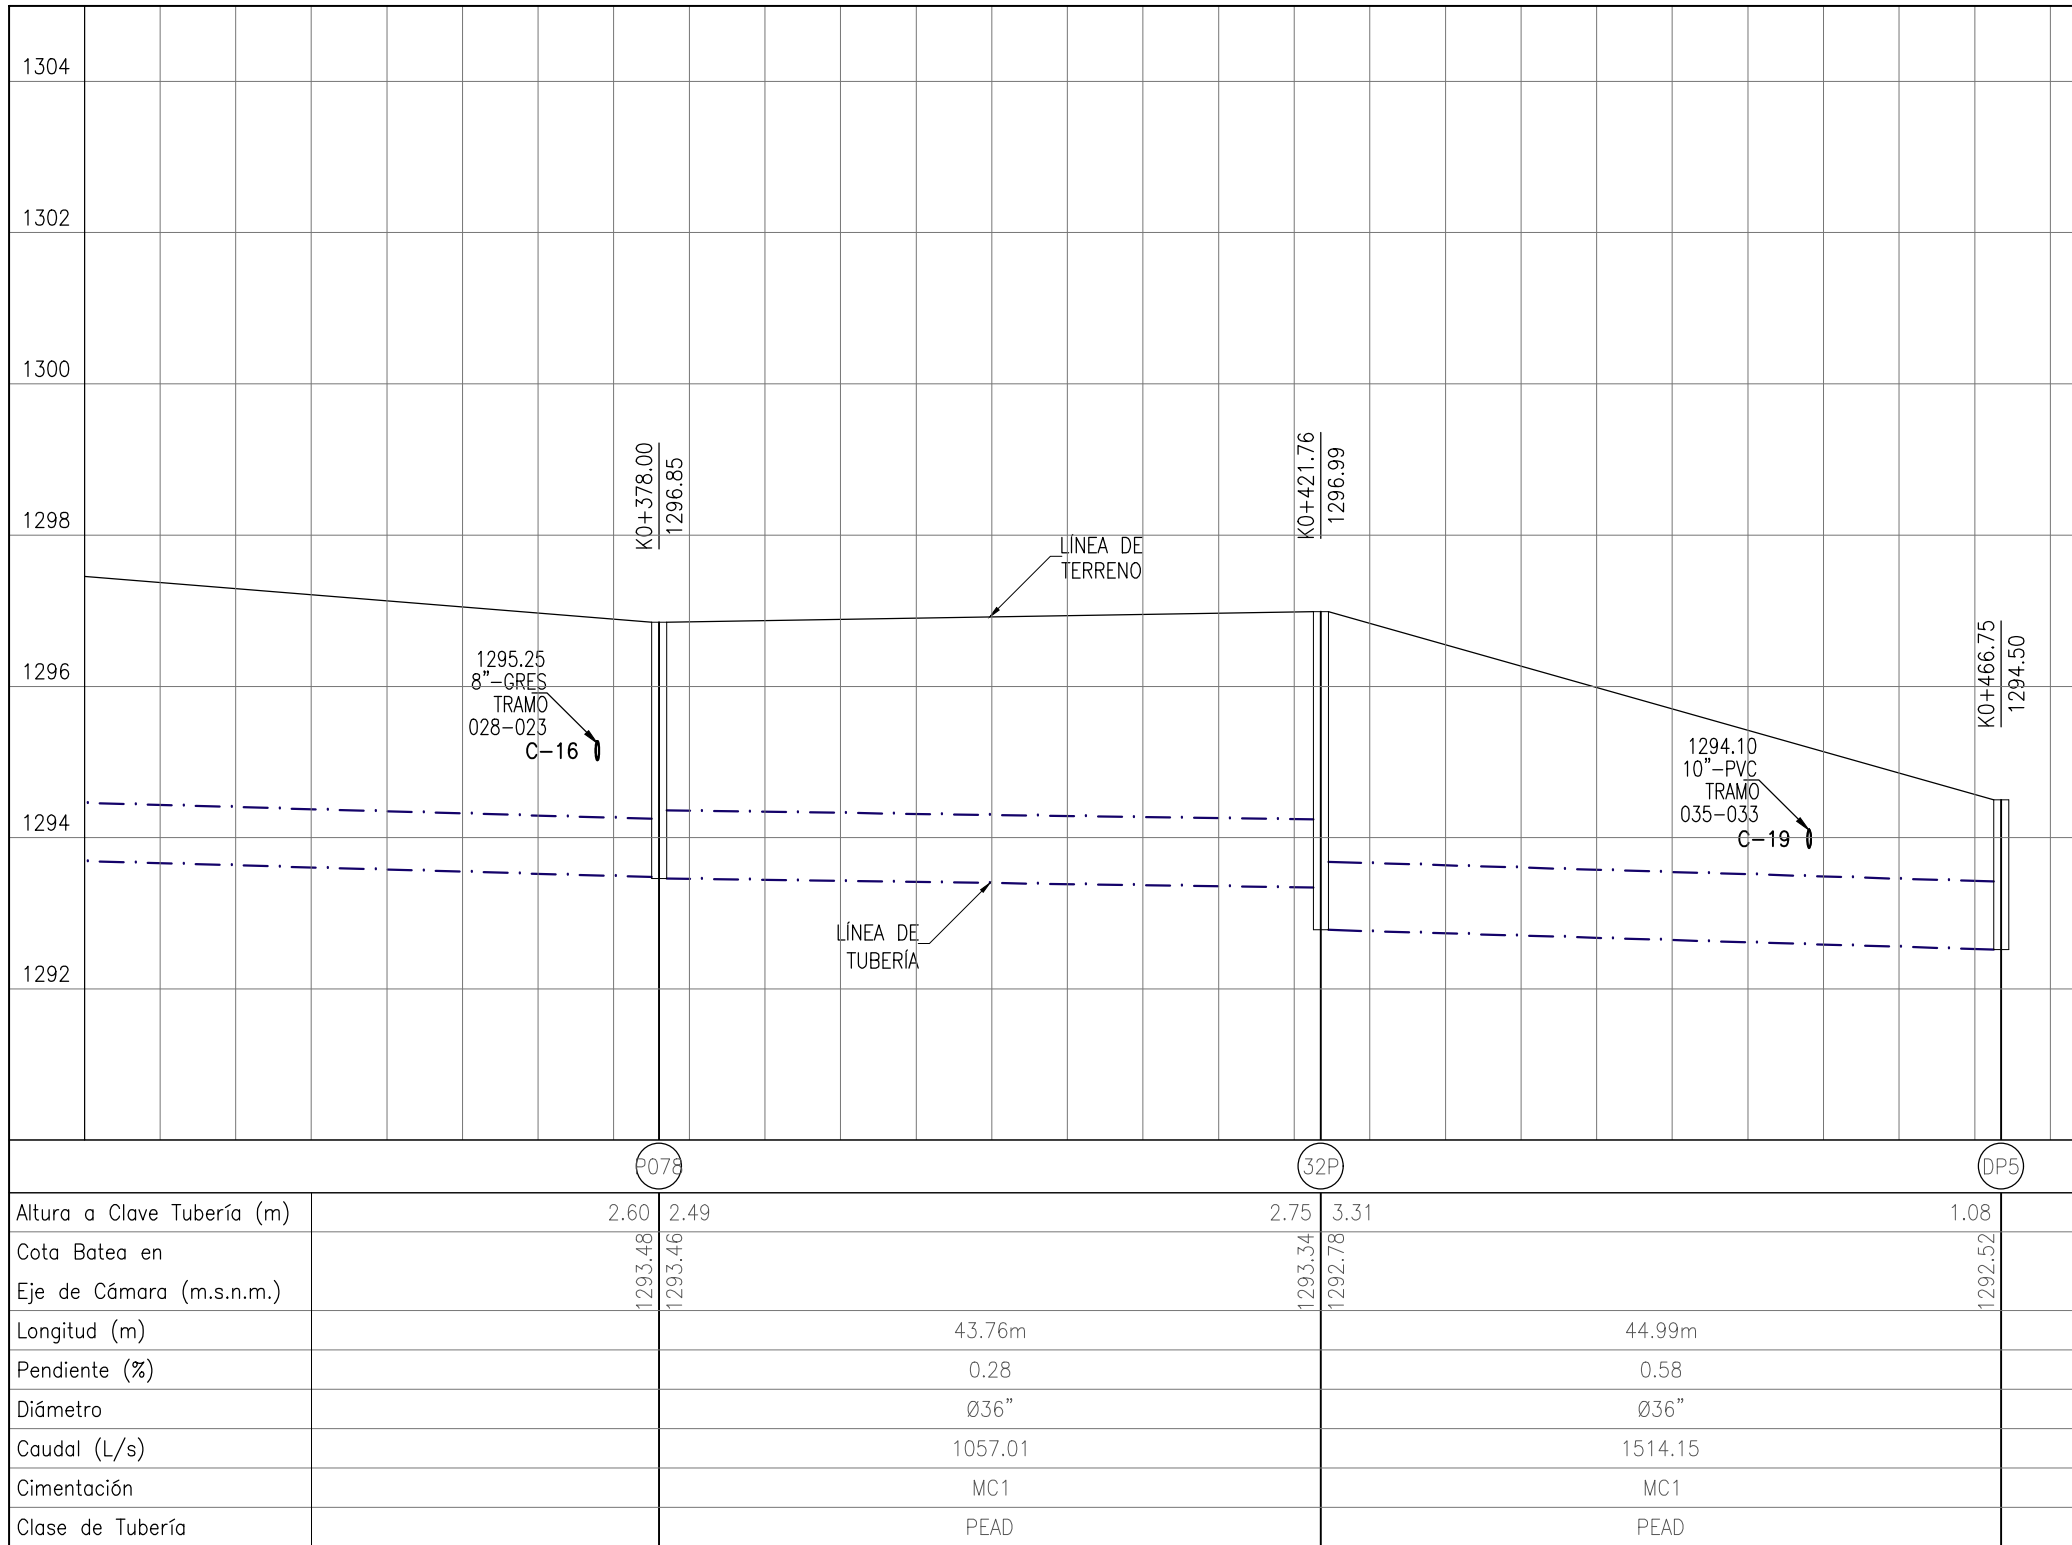 1304
1302
1300
1298
1296
1294
1292
K0+378.00
1296.85
K0+421.76
1296.99
K0+466.75
1294.50
LÍNEA DE
TERRENO
1295.25
8"-GRES
TRAMO
028-023
C-16
1294.10
10"-PVC
TRAMO
035-033
C-19
LÍNEA DE
TUBERÍA
P078 32P DP5
Altura a Clave Tubería (m) 2.60 2.49 2.75 3.31 1.08
Cota Batea en
Eje de Cámara (m.s.n.m.) 1293.48 1293.46 1293.34 1292.78 1292.52
Longitud (m) 43.76m 44.99m
Pendiente (%) 0.28 0.58
Diámetro Ø36" Ø36"
Caudal (L/s) 1057.01 1514.15
Cimentación MC1 MC1
Clase de Tubería PEAD PEAD